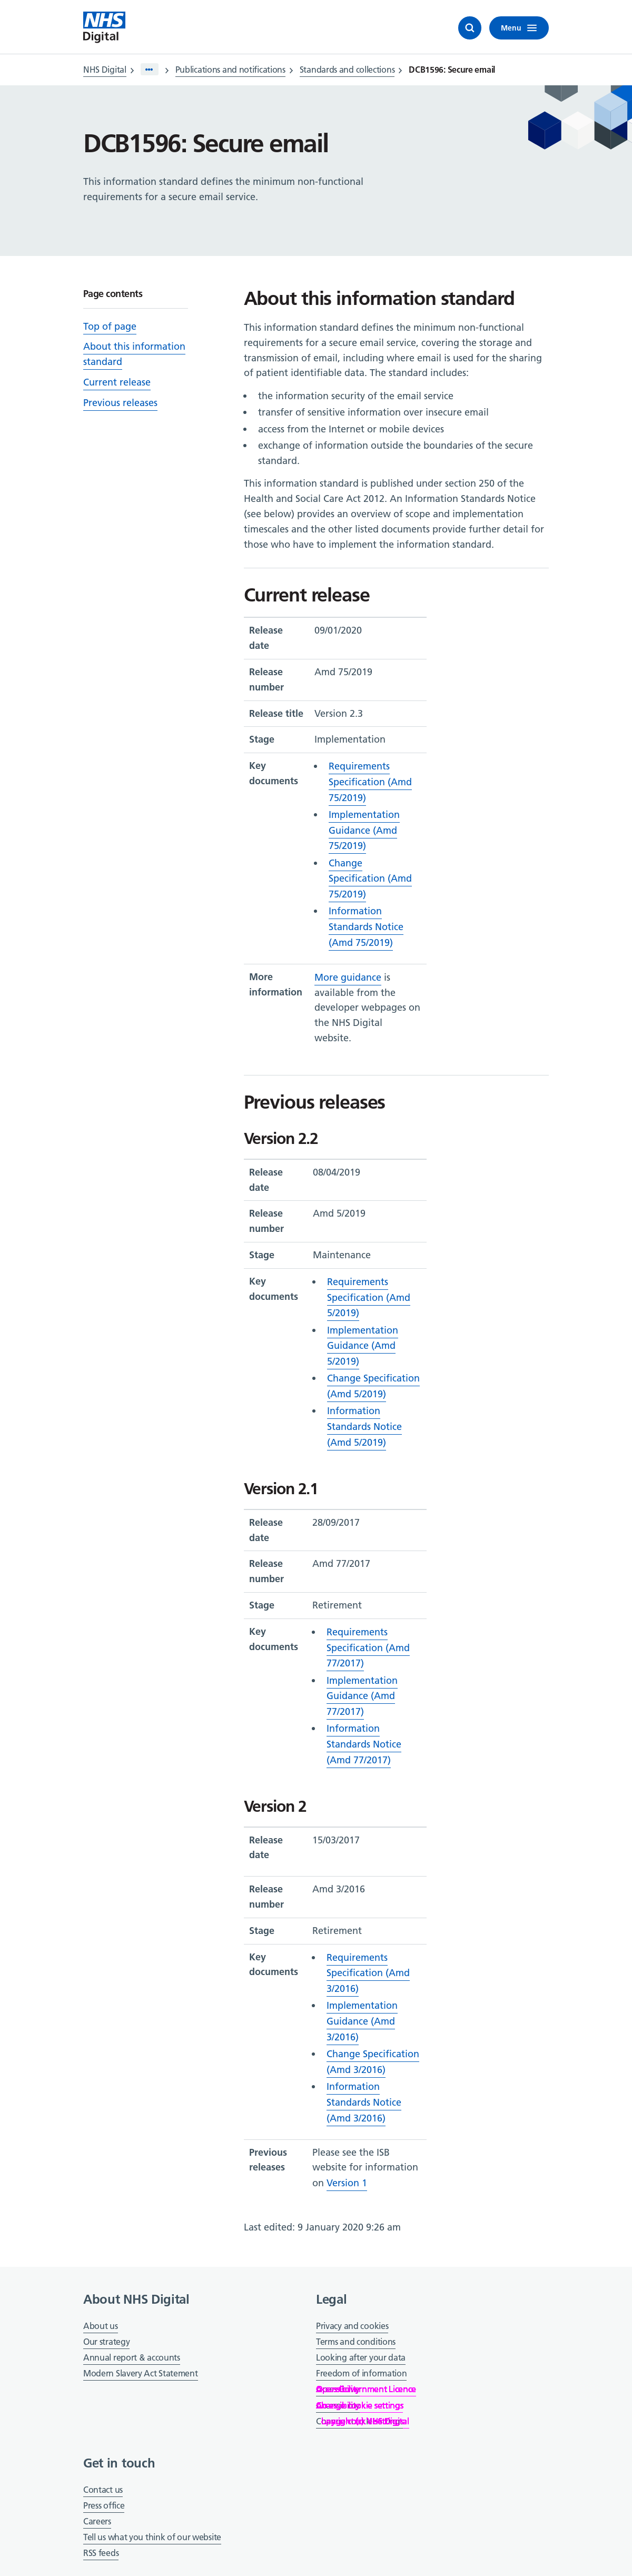 NHS
Digital
Menu
NHS Digital
Publications and notifications
Standards and collections
DCB1596: Secure email
DCB1596: Secure email
This information standard defines the minimum non-functional
requirements for a secure email service.
Page contents
Top of page
About this information
standard
Current release
Previous releases
About this information standard
This information standard defines the minimum non-functional
requirements for a secure email service, covering the storage and
transmission of email, including where email is used for the sharing
of patient identifiable data. The standard includes:
• the information security of the email service
• transfer of sensitive information over insecure email
• access from the Internet or mobile devices
• exchange of information outside the boundaries of the secure
standard.
This information standard is published under section 250 of the
Health and Social Care Act 2012. An Information Standards Notice
(see below) provides an overview of scope and implementation
timescales and the other listed documents provide further detail for
those who have to implement the information standard.
Current release
Release 09/01/2020
date
Release Amd 75/2019
number
Release title Version 2.3
Stage Implementation
Key • Requirements
documents Specification (Amd
75/2019)
• Implementation
Guidance (Amd
75/2019)
• Change
Specification (Amd
75/2019)
• Information
Standards Notice
(Amd 75/2019)
More More guidance is
information available from the
developer webpages on
the NHS Digital
website.
Previous releases
Version 2.2
Release 08/04/2019
date
Release Amd 5/2019
number
Stage Maintenance
Key • Requirements
documents Specification (Amd
5/2019)
• Implementation
Guidance (Amd
5/2019)
• Change Specification
(Amd 5/2019)
• Information
Standards Notice
(Amd 5/2019)
Version 2.1
Release 28/09/2017
date
Release Amd 77/2017
number
Stage Retirement
Key • Requirements
documents Specification (Amd
77/2017)
• Implementation
Guidance (Amd
77/2017)
• Information
Standards Notice
(Amd 77/2017)
Version 2
Release 15/03/2017
date
Release Amd 3/2016
number
Stage Retirement
Key • Requirements
documents Specification (Amd
3/2016)
• Implementation
Guidance (Amd
3/2016)
• Change Specification
(Amd 3/2016)
• Information
Standards Notice
(Amd 3/2016)
Previous Please see the ISB
releases website for information
on Version 1
Last edited: 9 January 2020 9:26 am
About NHS Digital
About us
Our strategy
Annual report & accounts
Modern Slavery Act Statement
Legal
Privacy and cookies
Terms and conditions
Looking after your data
Freedom of information
Government Licence
cookie settings
NHS Digital
Get in touch
Contact us
Press office
Careers
Tell us what you think of our website
RSS feeds